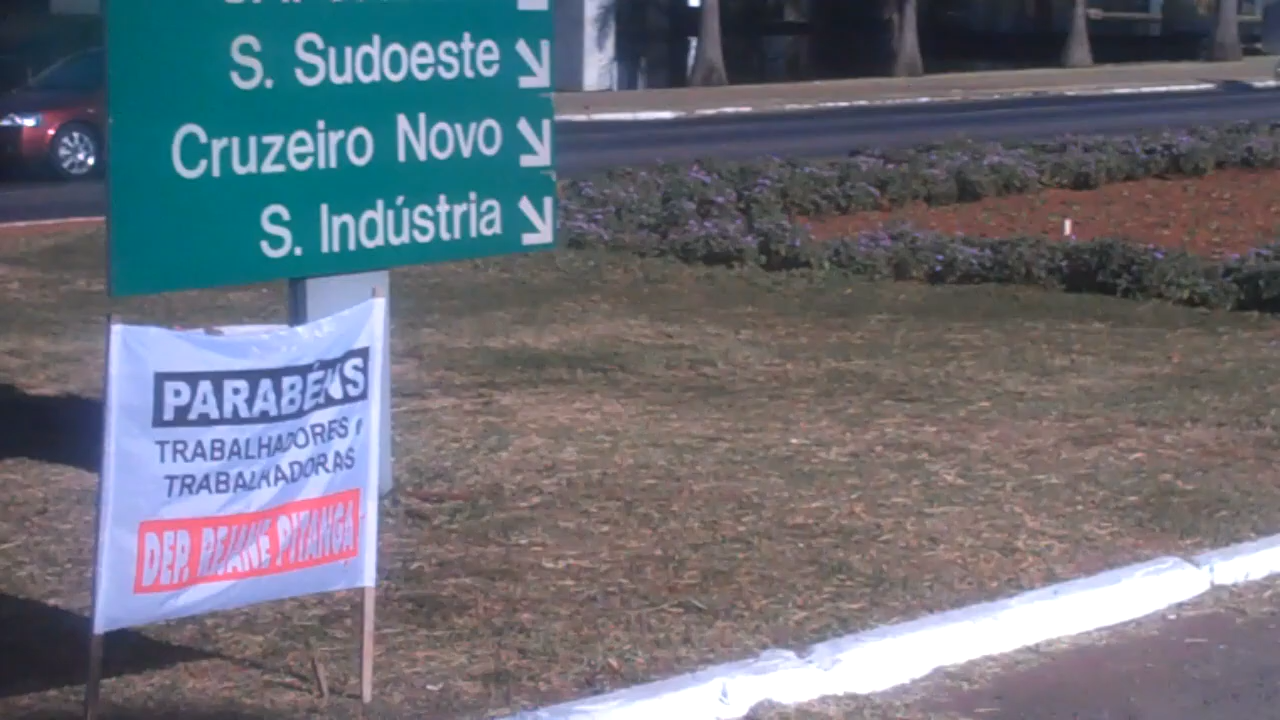 S. Sudoeste
Cruzeiro Novo
S. Indústria
PARABÉNS
TRABALHADORES e
TRABALHADORAS
DEP. REJANE PITANGA